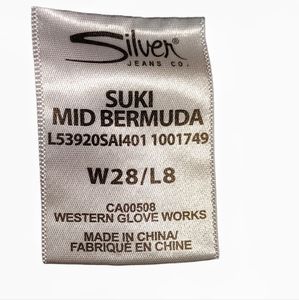 Silver®
JEANS CO.
SUKI
MID BERMUDA
L53920SAI401 1001749
W28/L8
CA00508
WESTERN GLOVE WORKS
MADE IN CHINA/
FABRIQUÉ EN CHINE